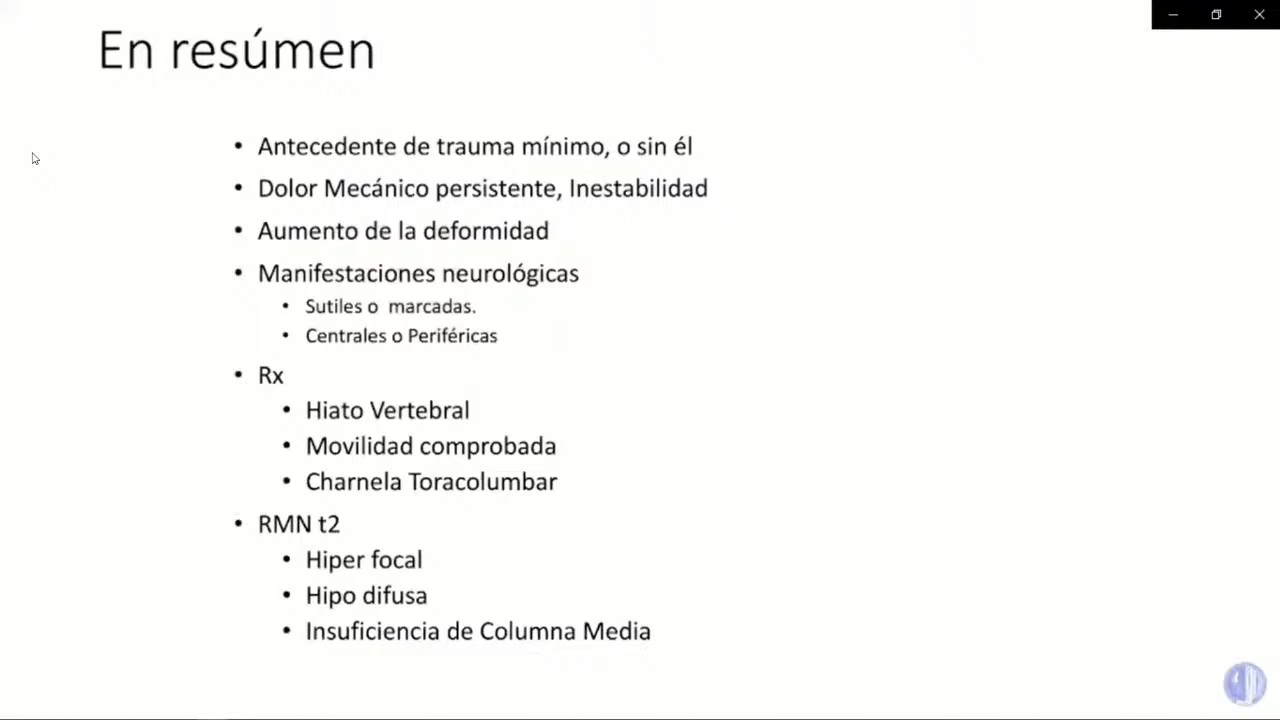 En resúmen
• Antecedente de trauma mínimo, o sin él
• Dolor Mecánico persistente, Inestabilidad
• Aumento de la deformidad
• Manifestaciones neurológicas
• Sutiles o  marcadas.
• Centrales o Periféricas
• Rx
• Hiato Vertebral
• Movilidad comprobada
• Charnela Toracolumbar
• RMN t2
• Hiper focal
• Hipo difusa
• Insuficiencia de Columna Media